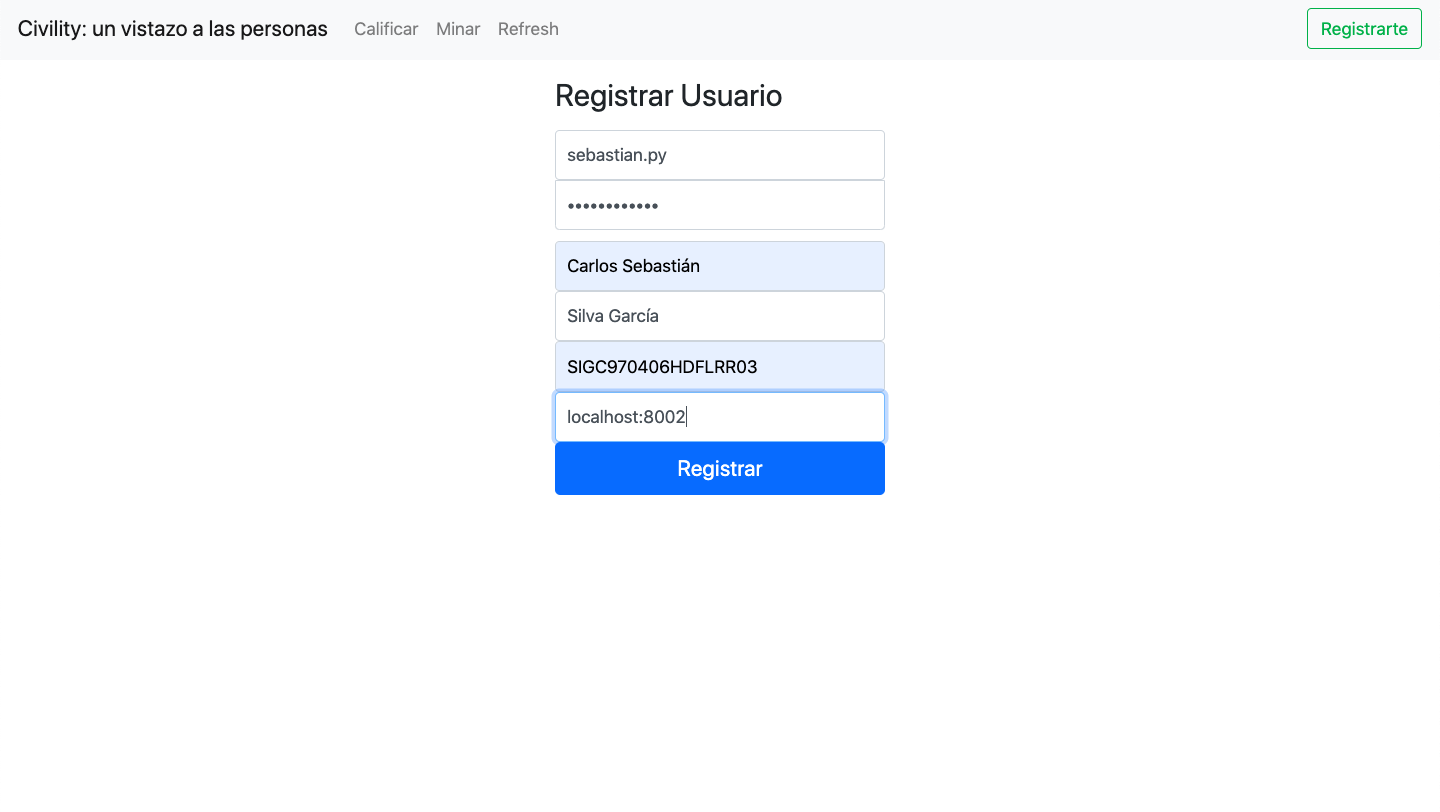 Civility: un vistazo a las personas Calificar Minar Refresh Registrarte
Registrar Usuario
sebastian.py
••••••••••••
Carlos Sebastián
Silva García
SIGC970406HDFLRR03
localhost:8002
Registrar